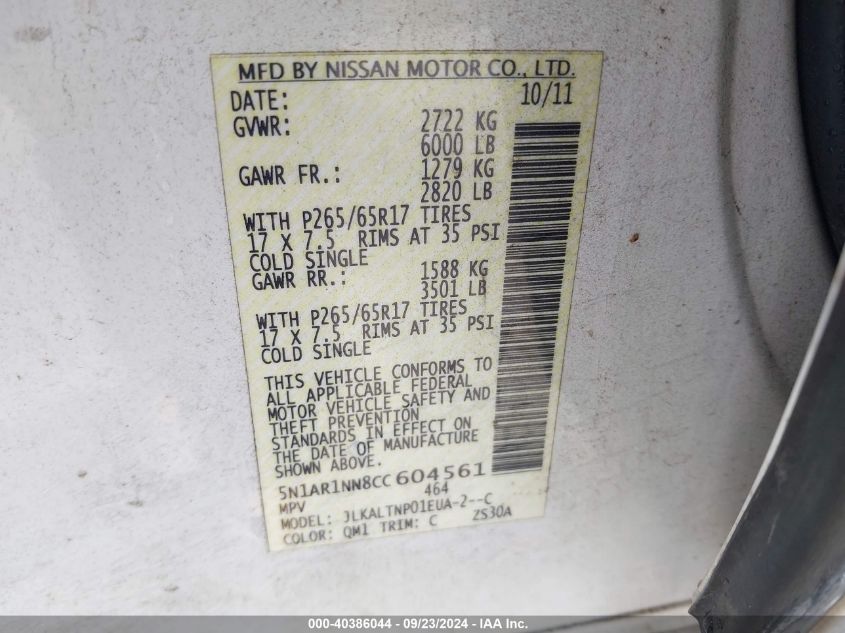 MFD BY NISSAN MOTOR CO., LTD.
DATE: 10/11
GVWR: 2722 KG
6000 LB
GAWR FR.: 1279 KG
2820 LB
WITH P265/65R17 TIRES
17 X 7.5 RIMS AT 35 PSI
COLD SINGLE
GAWR RR.: 1588 KG
3501 LB
WITH P265/65R17 TIRES
17 X 7.5 RIMS AT 35 PSI
COLD SINGLE
THIS VEHICLE CONFORMS TO
ALL APPLICABLE FEDERAL
MOTOR VEHICLE SAFETY AND
THEFT PREVENTION
STANDARDS IN EFFECT ON
THE DATE OF MANUFACTURE
SHOWN ABOVE.
5N1AR1NN8CC604561
MPV 464
MODEL: JLKALTNP01EUA-2--C
COLOR: QM1 TRIM: C ZS30A
000-40386044 - 09/23/2024 - IAA Inc.